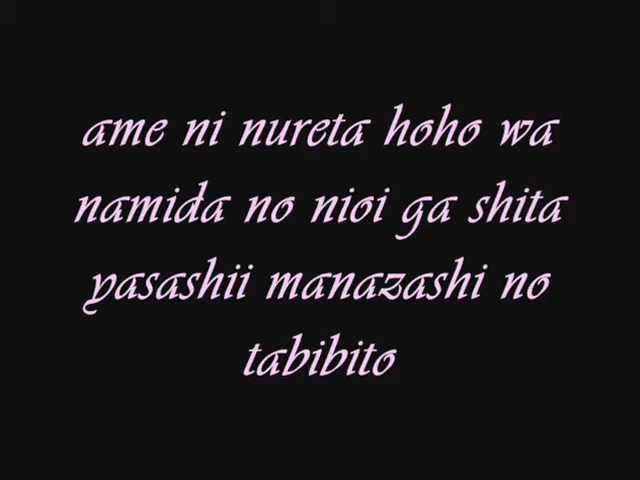 ame ni nureta hoho wa
namida no nioi ga shita
yasashii manazashi no
tabibito